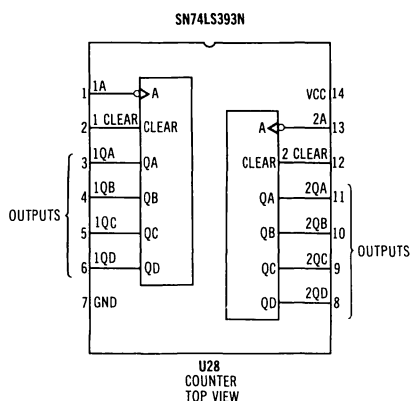 SN74LS393N
1 1A A
VCC 14
2A
A 13
2 1 CLEAR CLEAR
CLEAR 2 CLEAR 12
3 1QA QA
QA 2QA 11
4 1QB QB
QB 2QB 10
OUTPUTS
5 1QC QC
QC 2QC 9
OUTPUTS
6 1QD QD
QD 2QD 8
7 GND
U28
COUNTER
TOP VIEW